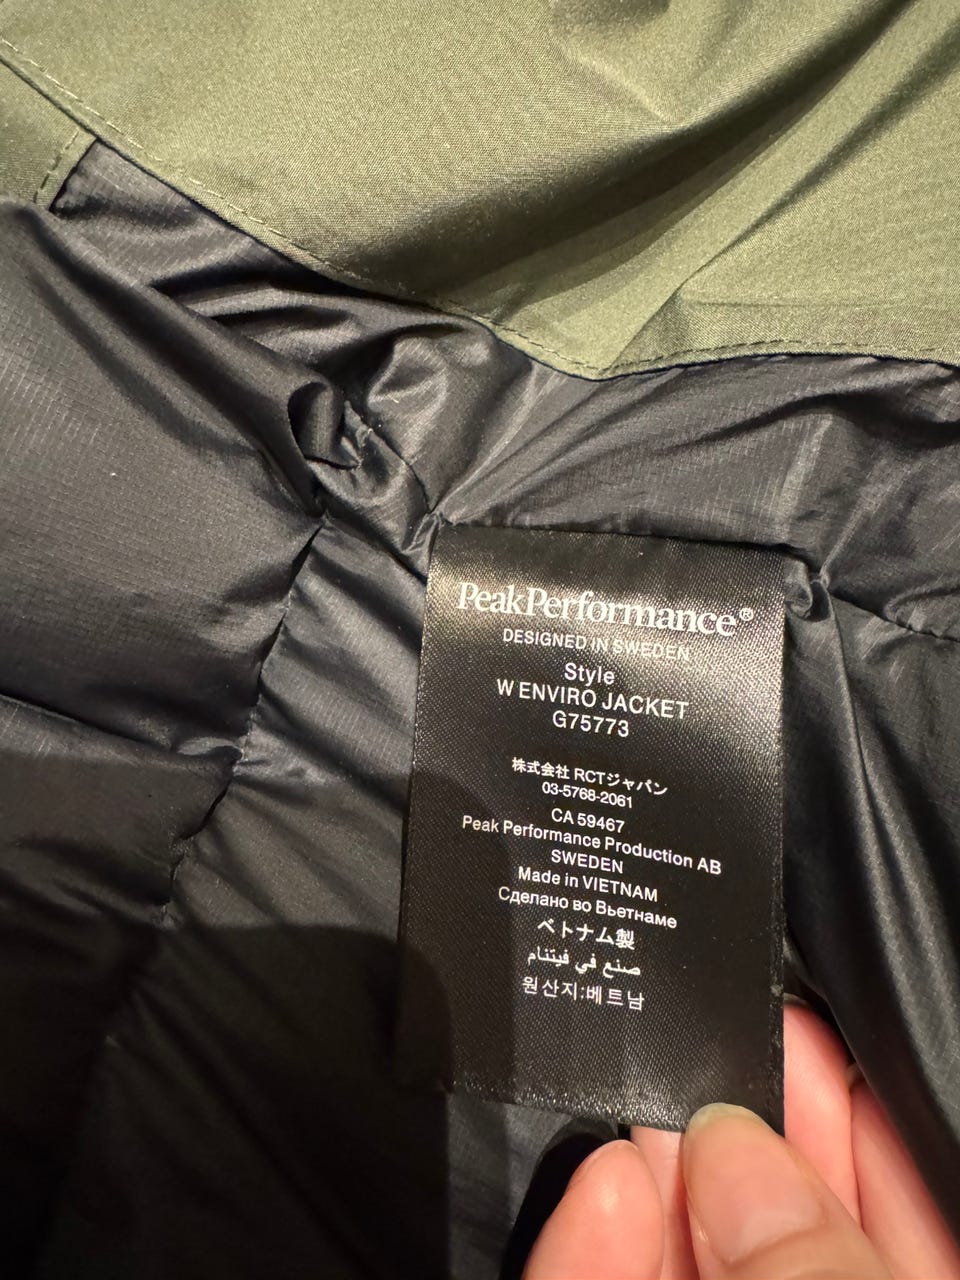 PeakPerformance®
DESIGNED IN SWEDEN
Style
W ENVIRO JACKET
G75773
株式会社 RCTジャパン
03-5768-2061
CA 59467
Peak Performance Production AB
SWEDEN
Made in VIETNAM
Сделано во Вьетнаме
ベトナム製
صنع في فيتنام
원산지:베트남